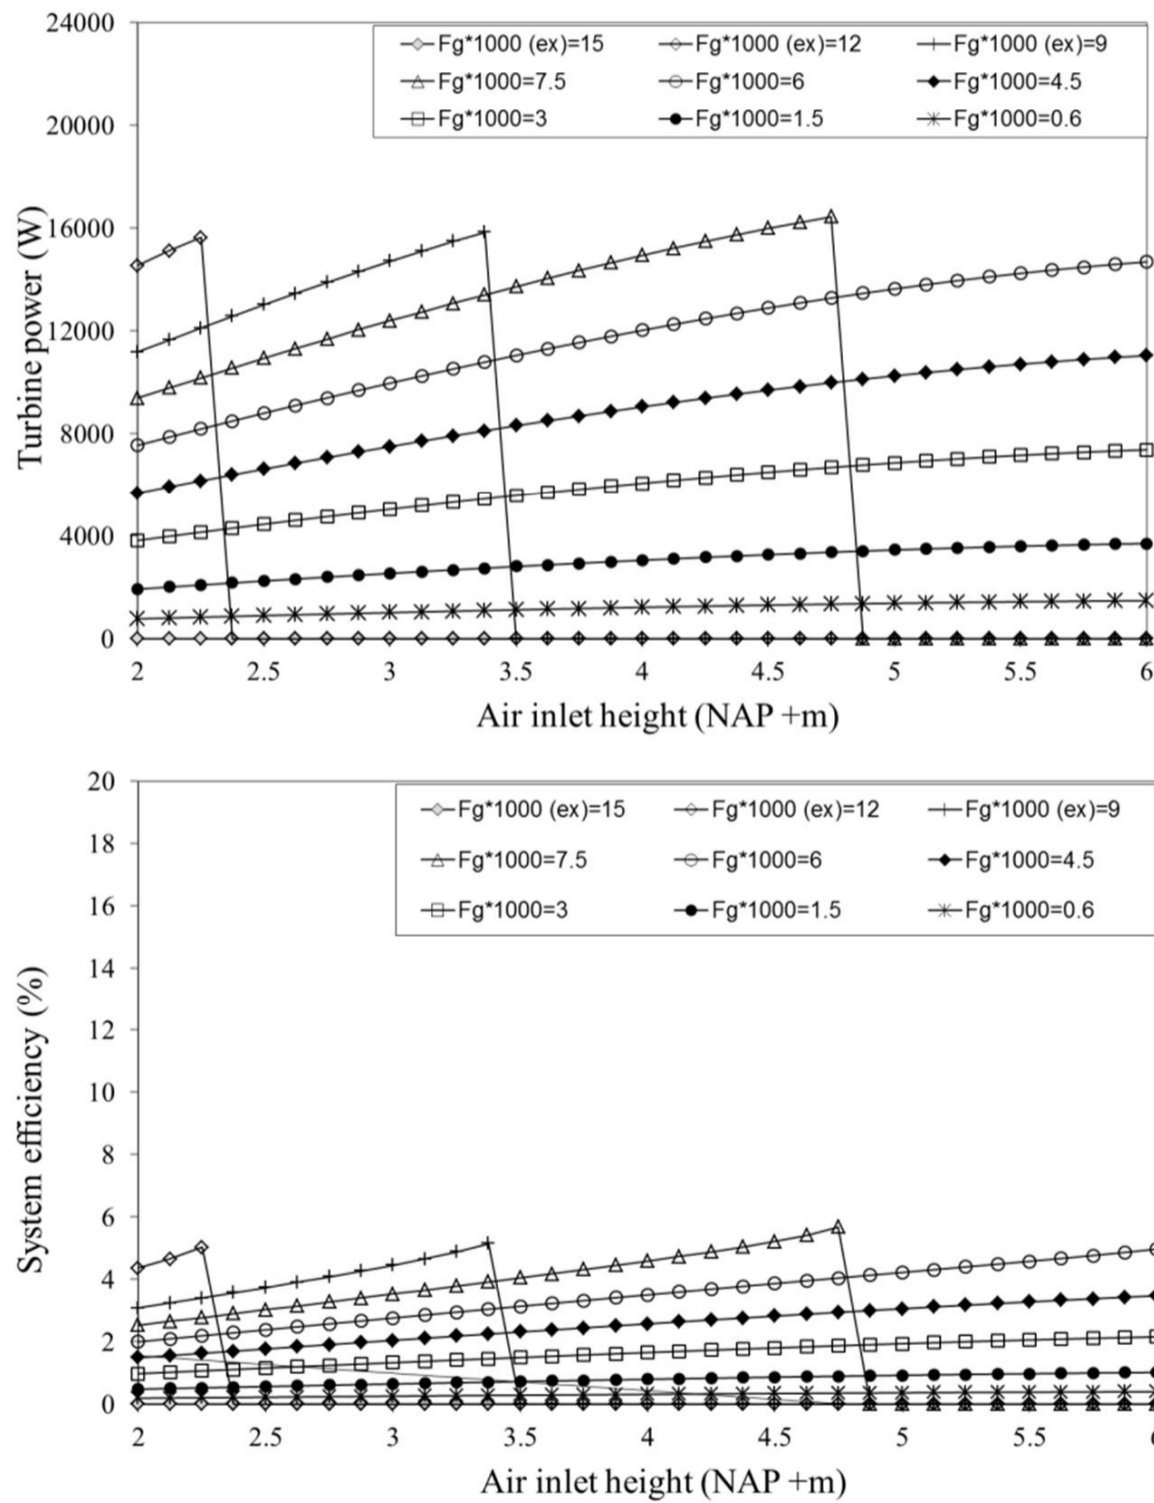 24000
20000
16000
12000
8000
4000
0
Turbine power (W)
Fg*1000 (ex)=15 Fg*1000 (ex)=12 Fg*1000 (ex)=9
Fg*1000=7.5 Fg*1000=6 Fg*1000=4.5
Fg*1000=3 Fg*1000=1.5 Fg*1000=0.6
2 2.5 3 3.5 4 4.5 5 5.5 6
Air inlet height (NAP +m)
20
18
16
14
12
10
8
6
4
2
0
System efficiency (%)
Fg*1000 (ex)=15 Fg*1000 (ex)=12 Fg*1000 (ex)=9
Fg*1000=7.5 Fg*1000=6 Fg*1000=4.5
Fg*1000=3 Fg*1000=1.5 Fg*1000=0.6
2 2.5 3 3.5 4 4.5 5 5.5
Air inlet height (NAP +m)